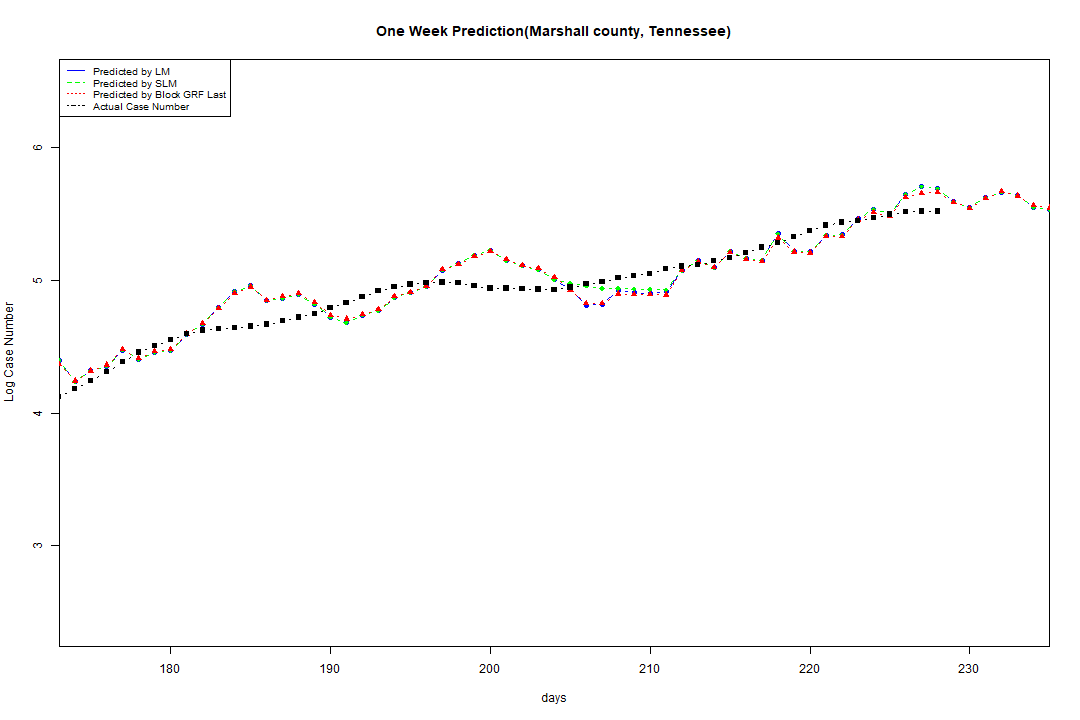 One Week Prediction(Marshall county, Tennessee)
Predicted by LM
Predicted by SLM
Predicted by Block GRF Last
Actual Case Number
Log Case Number
6
5
4
3
180 190 200 210 220 230
days